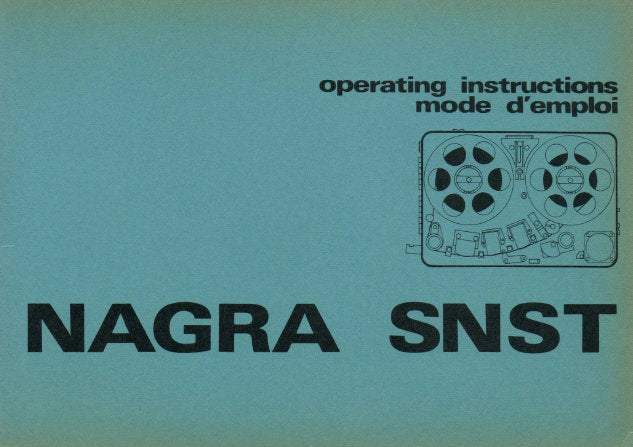 operating instructions
mode d'emploi
NAGRA SNST